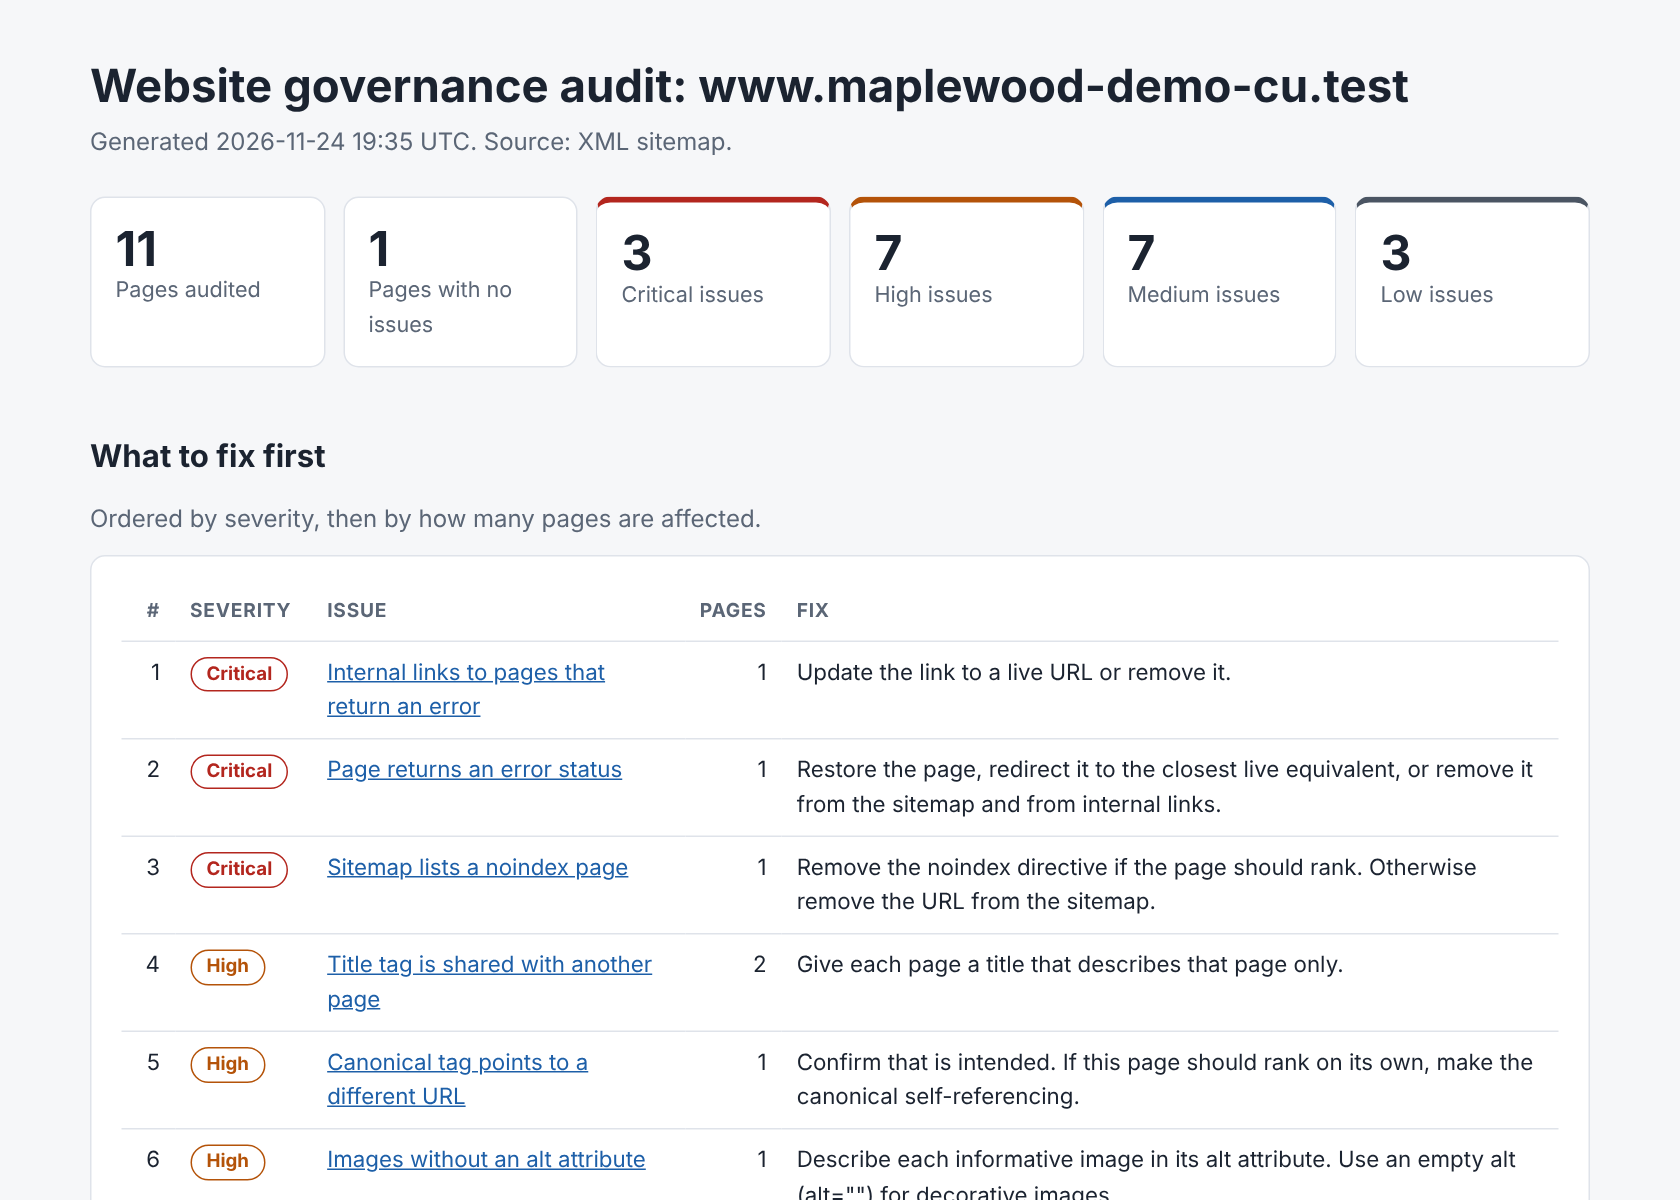 Website governance audit: www.maplewood-demo-cu.test
Generated 2026-11-24 19:35 UTC. Source: XML sitemap.
11
Pages audited
1
Pages with no
issues
3
Critical issues
7
High issues
7
Medium issues
3
Low issues
What to fix first
Ordered by severity, then by how many pages are affected.
# SEVERITY ISSUE PAGES FIX
1 Critical Internal links to pages that 1 Update the link to a live URL or remove it.
return an error
2 Critical Page returns an error status 1 Restore the page, redirect it to the closest live equivalent, or remove it
from the sitemap and from internal links.
3 Critical Sitemap lists a noindex page 1 Remove the noindex directive if the page should rank. Otherwise
remove the URL from the sitemap.
4 High Title tag is shared with another 2 Give each page a title that describes that page only.
page
5 High Canonical tag points to a 1 Confirm that is intended. If this page should rank on its own, make the
different URL canonical self-referencing.
6 High Images without an alt attribute 1 Describe each informative image in its alt attribute. Use an empty alt
(alt="") for decorative images.